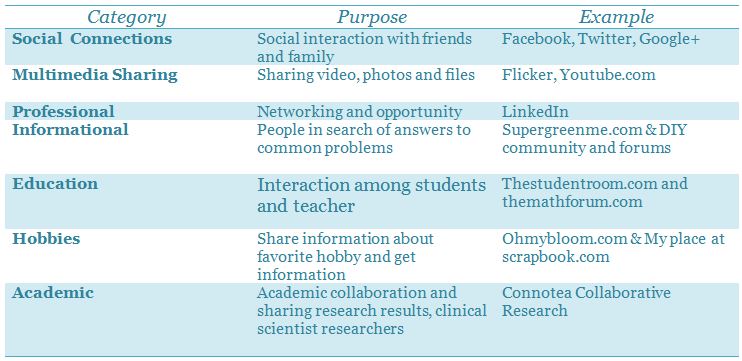 Category Purpose Example
Social Connections Social interaction with friends Facebook, Twitter, Google+
and family
Multimedia Sharing Sharing video, photos and files Flicker, Youtube.com
Professional Networking and opportunity LinkedIn
Informational People in search of answers to Supergreenme.com & DIY
common problems community and forums
Education Interaction among students Thestudentroom.com and
and teacher themathforum.com
Hobbies Share information about Ohmybloom.com & My place at
favorite hobby and get scrapbook.com
information
Academic Academic collaboration and Connotea Collaborative
sharing research results, clinical Research
scientist researchers